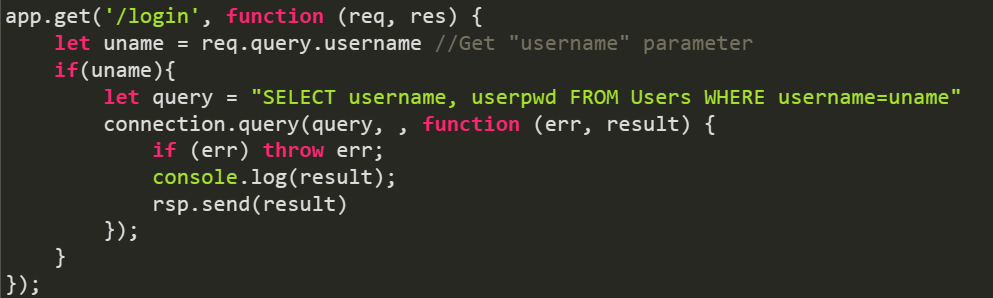 app.get('/login', function (req, res) {
    let uname = req.query.username //Get "username" parameter
    if(uname){
        let query = "SELECT username, userpwd FROM Users WHERE username=uname"
        connection.query(query, , function (err, result) {
            if (err) throw err;
            console.log(result);
            rsp.send(result)
        });
    }
});